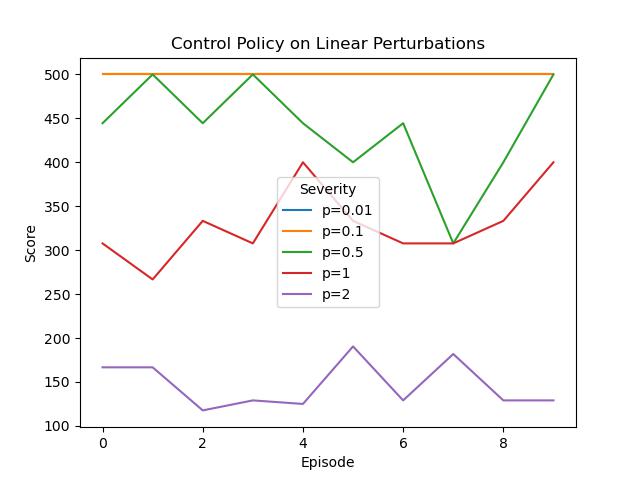 Control Policy on Linear Perturbations
500
450
400
350
300
250
200
150
100
Score
Severity
p=0.01
p=0.1
p=0.5
p=1
p=2
0 2 4 6 8
Episode